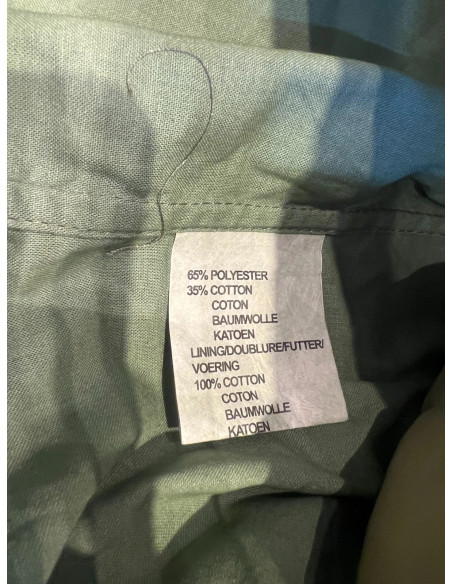 65% POLYESTER
35% COTTON
COTON
BAUMWOLLE
KATOEN
LINING/DOUBLURE/FUTTER/
VOERING
100% COTTON
COTON
BAUMWOLLE
KATOEN